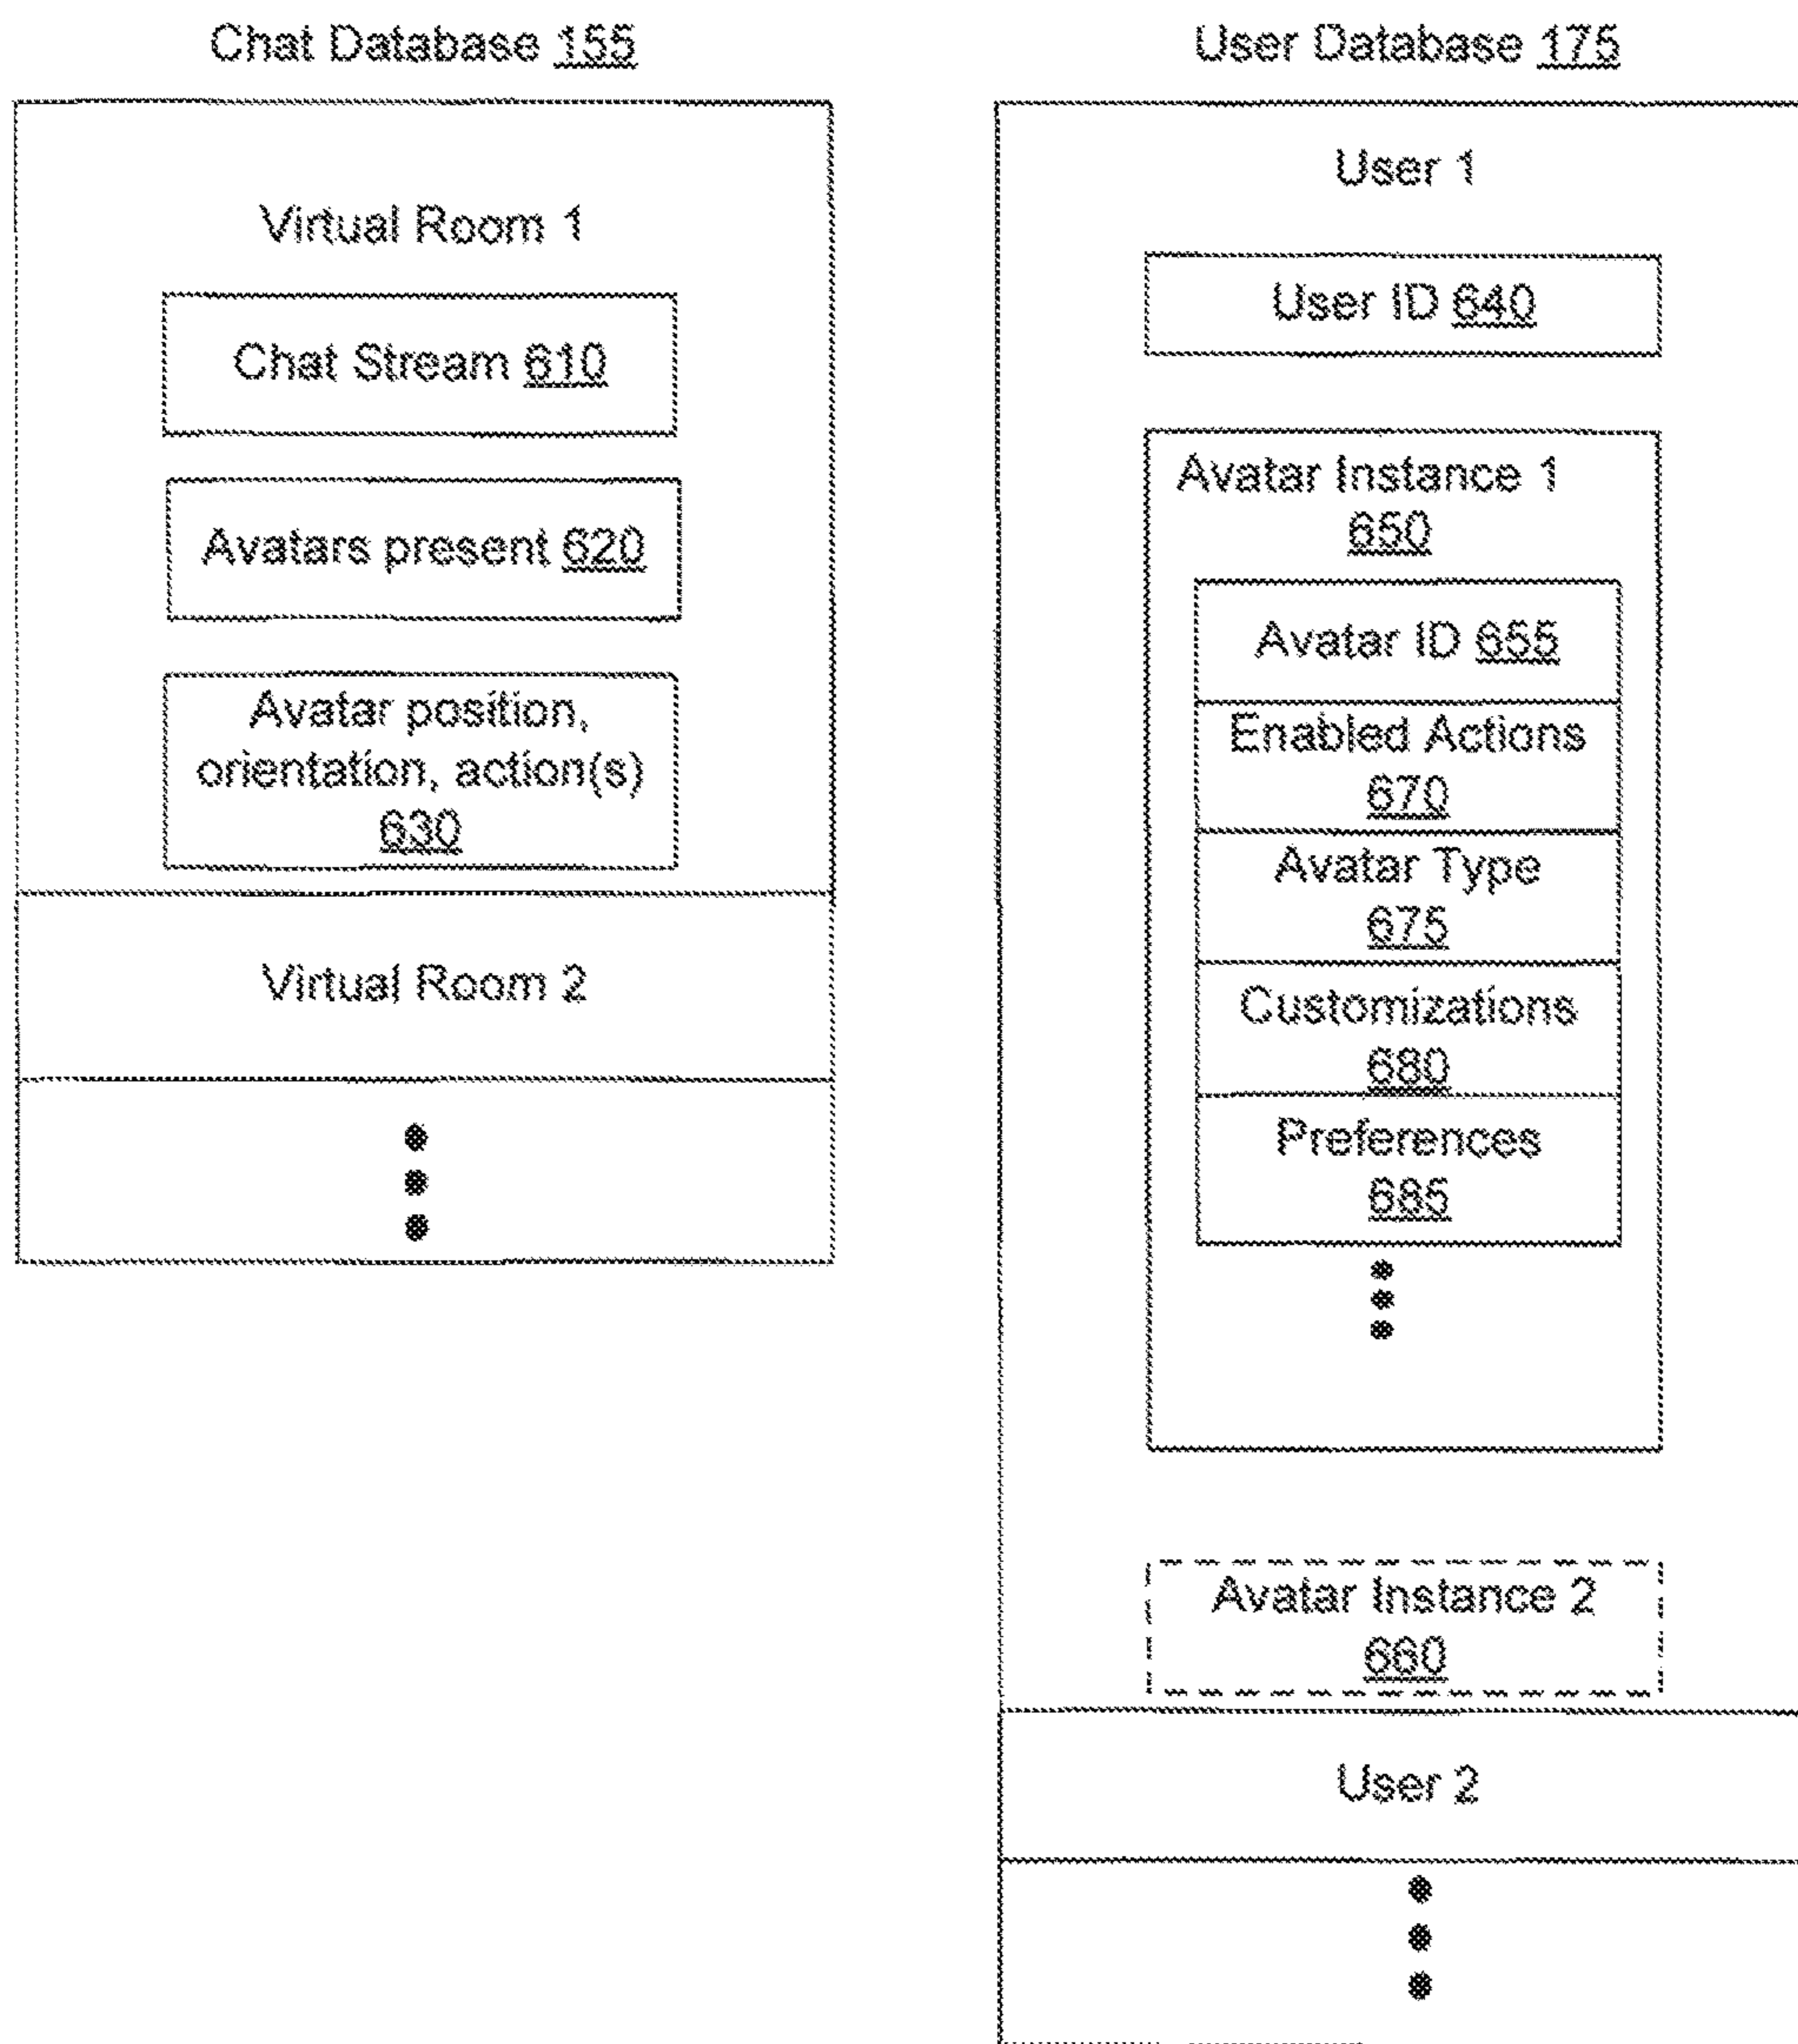 Chat Database 155
Virtual Room 1
Chat Stream 610
Avatars present 620
Avatar position,
orientation, action(s)
630
Virtual Room 2
User Database 175
User 1
User ID 640
Avatar Instance 1
650
Avatar ID 655
Enabled Actions
670
Avatar Type
675
Customizations
680
Preferences
685
Avatar Instance 2
660
User 2